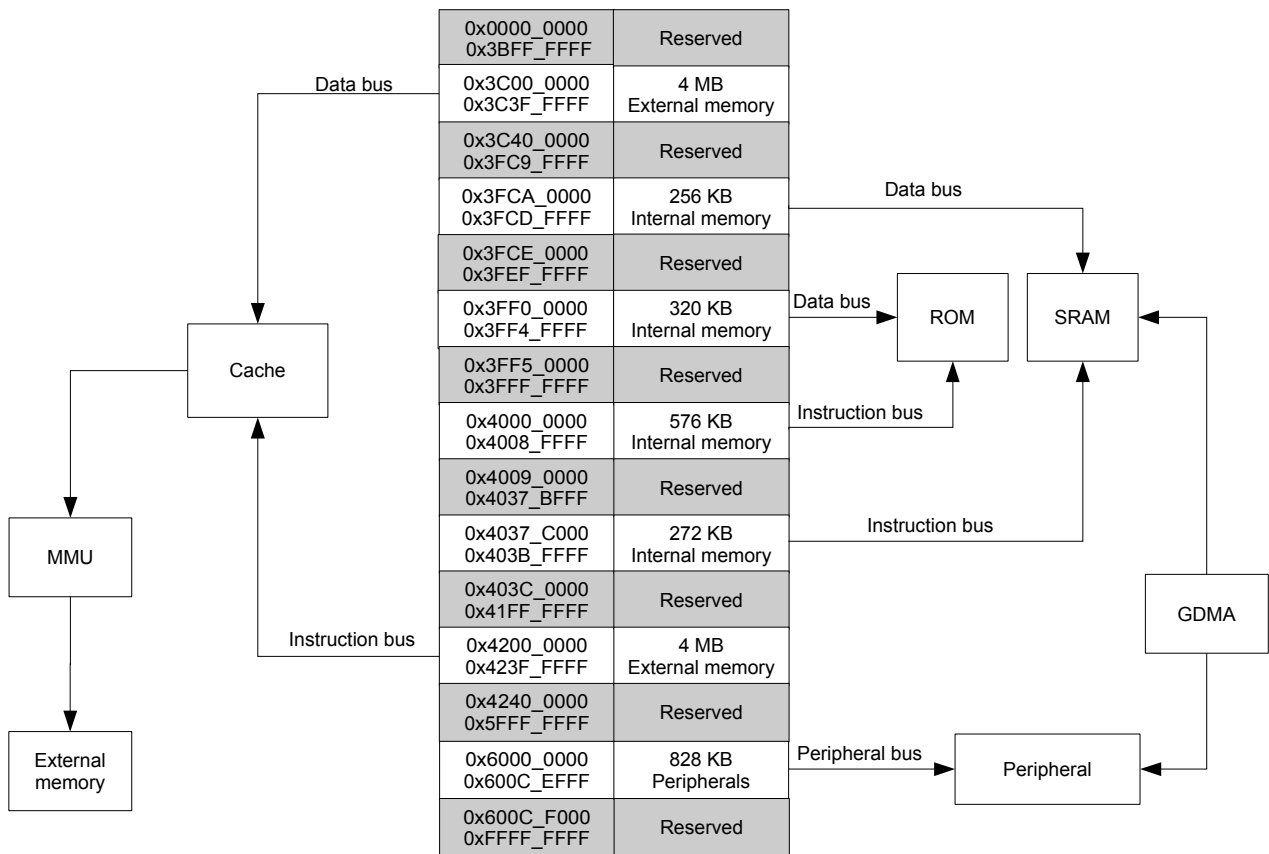 0x0000_0000
0x3BFF_FFFF
Reserved
Data bus
0x3C00_0000
0x3C3F_FFFF
4 MB
External memory
0x3C40_0000
0x3FC9_FFFF
Reserved
0x3FCA_0000
0x3FCD_FFFF
256 KB
Internal memory
Data bus
0x3FCE_0000
0x3FEF_FFFF
Reserved
0x3FF0_0000
0x3FF4_FFFF
320 KB
Internal memory
Data bus
ROM
SRAM
Cache
0x3FF5_0000
0x3FFF_FFFF
Reserved
0x4000_0000
0x4008_FFFF
576 KB
Internal memory
Instruction bus
0x4009_0000
0x4037_BFFF
Reserved
MMU
0x4037_C000
0x403B_FFFF
272 KB
Internal memory
Instruction bus
0x403C_0000
0x41FF_FFFF
Reserved
GDMA
Instruction bus
0x4200_0000
0x423F_FFFF
4 MB
External memory
0x4240_0000
0x5FFF_FFFF
Reserved
External
memory
0x6000_0000
0x600C_EFFF
828 KB
Peripherals
Peripheral bus
Peripheral
0x600C_F000
0xFFFF_FFFF
Reserved